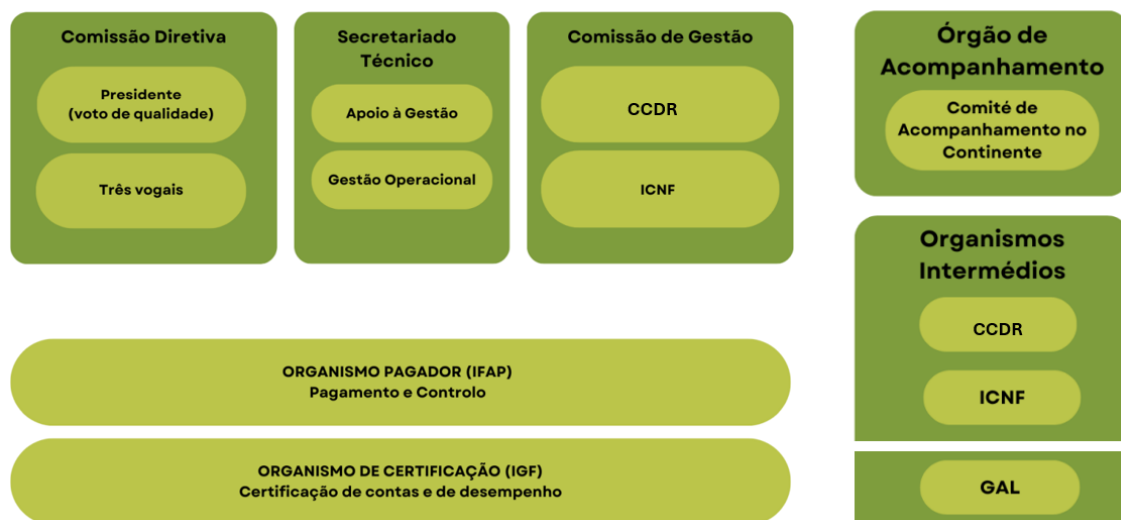 Comissão Diretiva
Presidente
(voto de qualidade)
Três vogais
Secretariado
Técnico
Apoio à Gestão
Gestão Operacional
Comissão de Gestão
CCDR
ICNF
Órgão de
Acompanhamento
Comité de
Acompanhamento no
Continente
Organismos
Intermédios
CCDR
ICNF
GAL
ORGANISMO PAGADOR (IFAP)
Pagamento e Controlo
ORGANISMO DE CERTIFICAÇÃO (IGF)
Certificação de contas e de desempenho